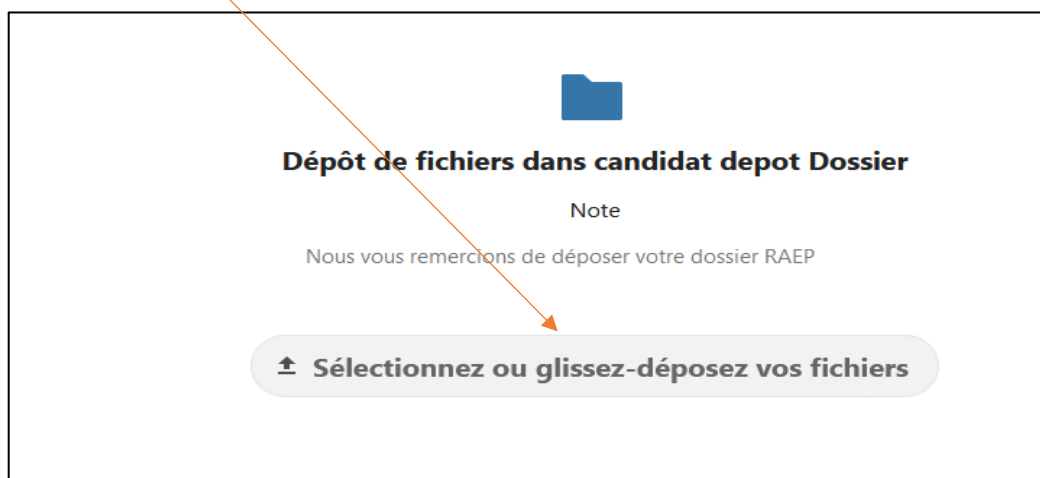 Dépôt de fichiers dans candidat depot Dossier
Note
Nous vous remercions de déposer votre dossier RAEP
Sélectionnez ou glissez-déposez vos fichiers